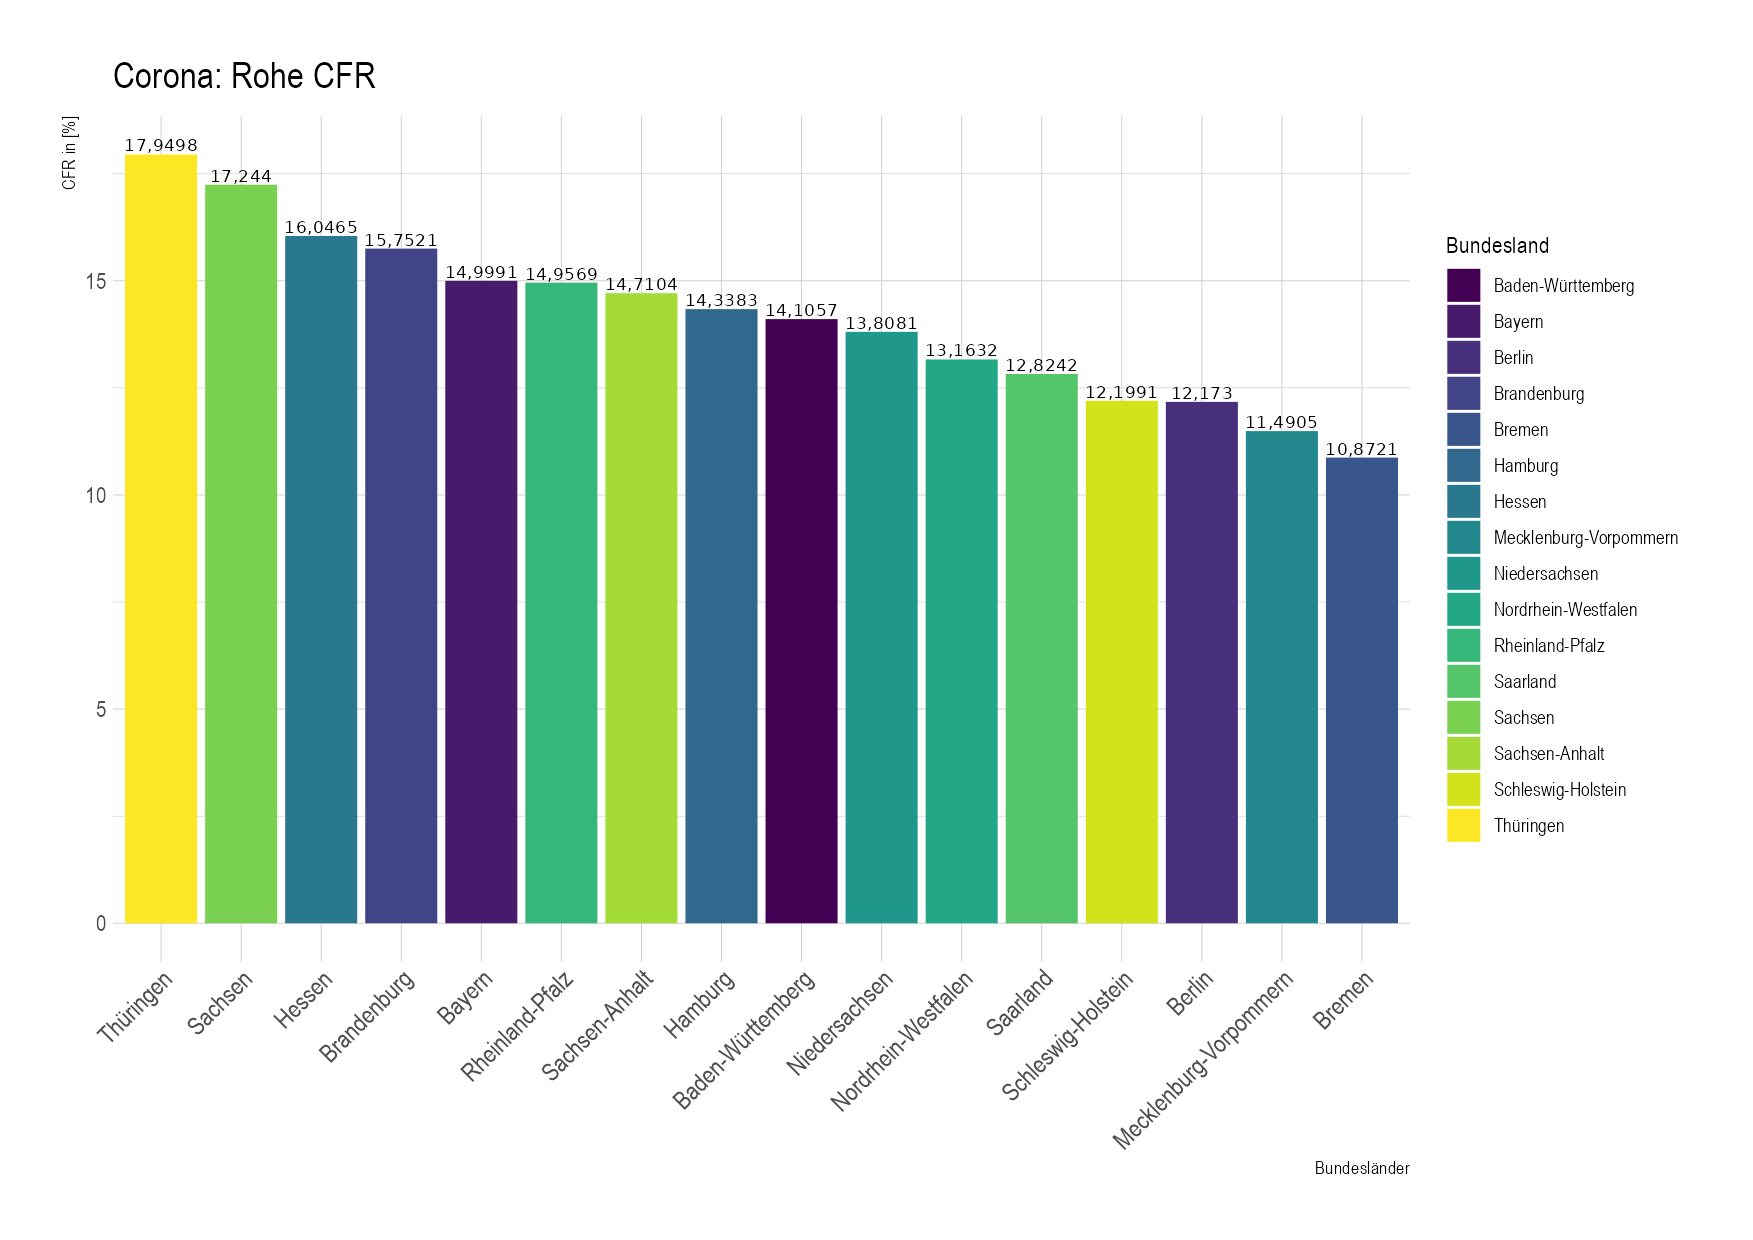 Corona: Rohe CFR
CFR in [%]
17,9498
17,244
16,0465
15,7521
14,9991
14,9569
14,7104
14,3383
14,1057
13,8081
13,1632
12,8242
12,1991
12,173
11,4905
10,8721
15
10
5
0
Thüringen
Sachsen
Hessen
Brandenburg
Bayern
Rheinland-Pfalz
Sachsen-Anhalt
Hamburg
Baden-Württemberg
Niedersachsen
Nordrhein-Westfalen
Saarland
Schleswig-Holstein
Berlin
Mecklenburg-Vorpommern
Bremen
Bundesländer
Bundesland
Baden-Württemberg
Bayern
Berlin
Brandenburg
Bremen
Hamburg
Hessen
Mecklenburg-Vorpommern
Niedersachsen
Nordrhein-Westfalen
Rheinland-Pfalz
Saarland
Sachsen
Sachsen-Anhalt
Schleswig-Holstein
Thüringen